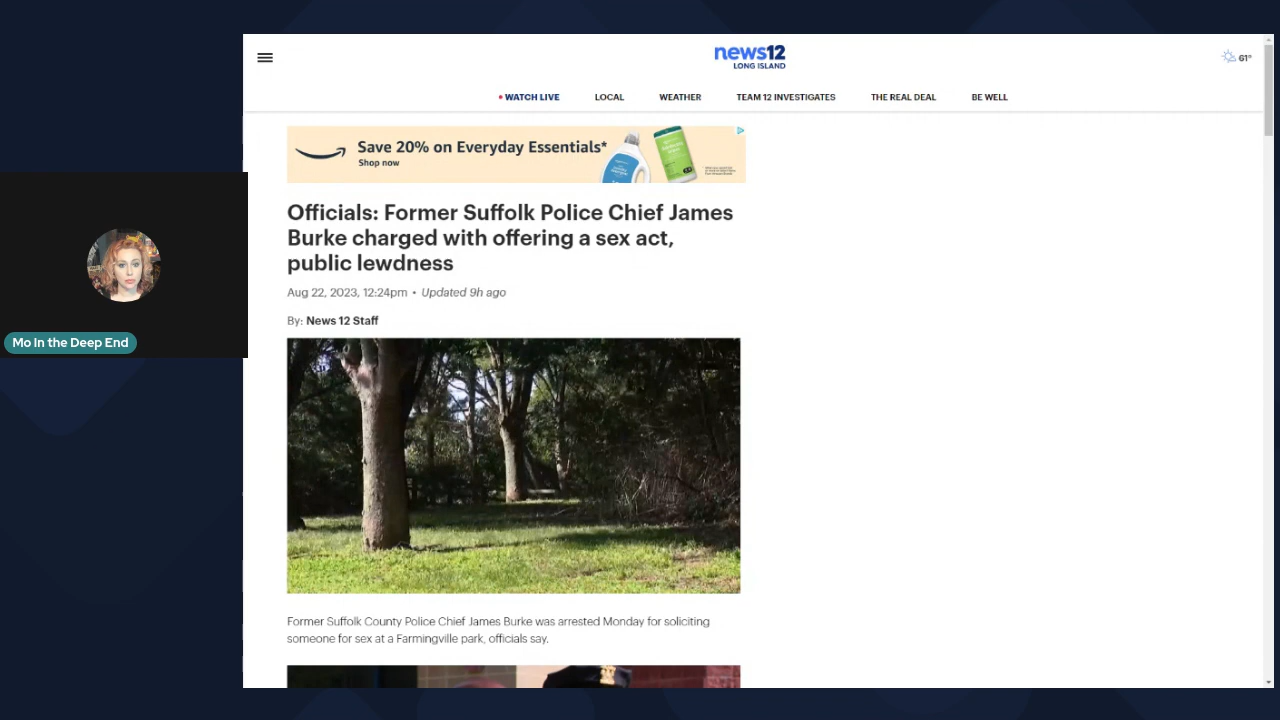 news12
LONG ISLAND
61°
WATCH LIVE
LOCAL
WEATHER
TEAM 12 INVESTIGATES
THE REAL DEAL
BE WELL
Save 20% on Everyday Essentials*
Shop now
Officials: Former Suffolk Police Chief James
Burke charged with offering a sex act,
public lewdness
Aug 22, 2023, 12:24pm • Updated 9h ago
By: News 12 Staff
Mo In the Deep End
Former Suffolk County Police Chief James Burke was arrested Monday for soliciting
someone for sex at a Farmingville park, officials say.